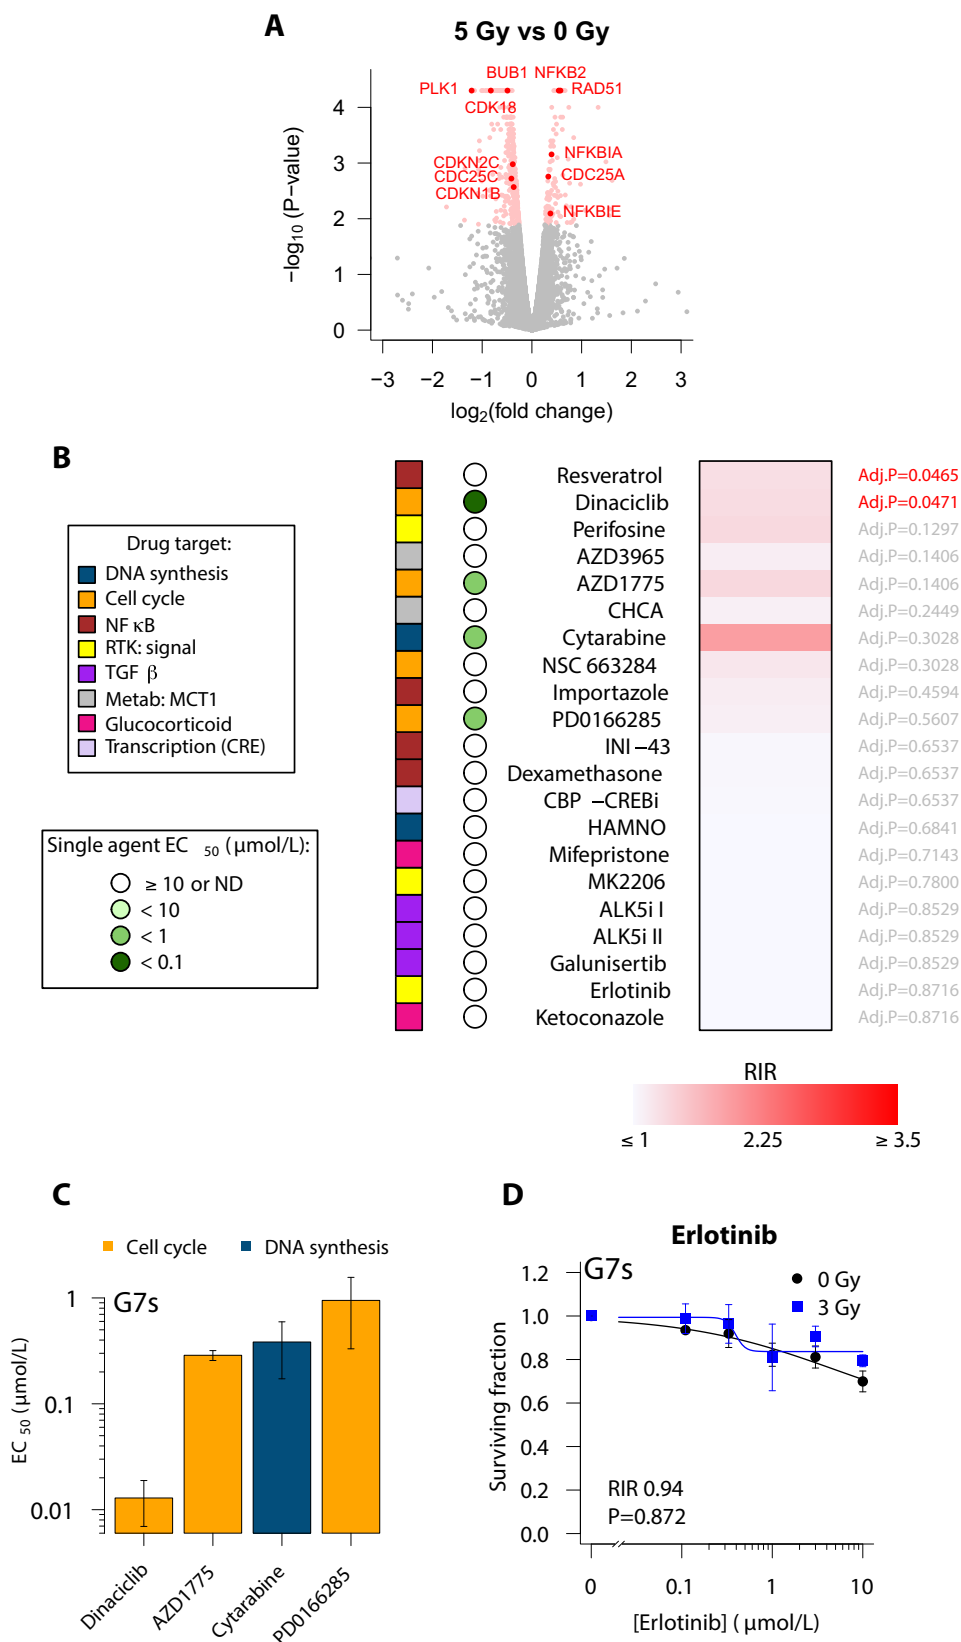 A
5 Gy vs 0 Gy
BUB1 NFKB2
PLK1 RAD51
CDK18
NFKBIA
CDKN2C
CDC25C CDC25A
CDKN1B
NFKBIE
−log10 (P−value)
4
3
2
1
0
−3 −2 −1 0 1 2 3
log2(fold change)
B
Drug target:
DNA synthesis
Cell cycle
NF κB
RTK: signal
TGF β
Metab: MCT1
Glucocorticoid
Transcription (CRE)
Single agent EC 50 (μmol/L):
≥ 10 or ND
< 10
< 1
< 0.1
Resveratrol Adj.P=0.0465
Dinaciclib Adj.P=0.0471
Perifosine Adj.P=0.1297
AZD3965 Adj.P=0.1406
AZD1775 Adj.P=0.1406
CHCA Adj.P=0.2449
Cytarabine Adj.P=0.3028
NSC 663284 Adj.P=0.3028
Importazole Adj.P=0.4594
PD0166285 Adj.P=0.5607
INI −43 Adj.P=0.6537
Dexamethasone Adj.P=0.6537
CBP −CREBi Adj.P=0.6537
HAMNO Adj.P=0.6841
Mifepristone Adj.P=0.7143
MK2206 Adj.P=0.7800
ALK5i I Adj.P=0.8529
ALK5i II Adj.P=0.8529
Galunisertib Adj.P=0.8529
Erlotinib Adj.P=0.8716
Ketoconazole Adj.P=0.8716
RIR
≤ 1 2.25 ≥ 3.5
C
Cell cycle DNA synthesis
G7s
EC 50 (μmol/L)
1
0.1
0.01
Dinaciclib
AZD1775
Cytarabine
PD0166285
D
Erlotinib
G7s
0 Gy
3 Gy
Surviving fraction
1.2
1.0
0.8
0.6
0.4
0.2
0.0
RIR 0.94
P=0.872
0 0.1 1 10
[Erlotinib] ( μmol/L)